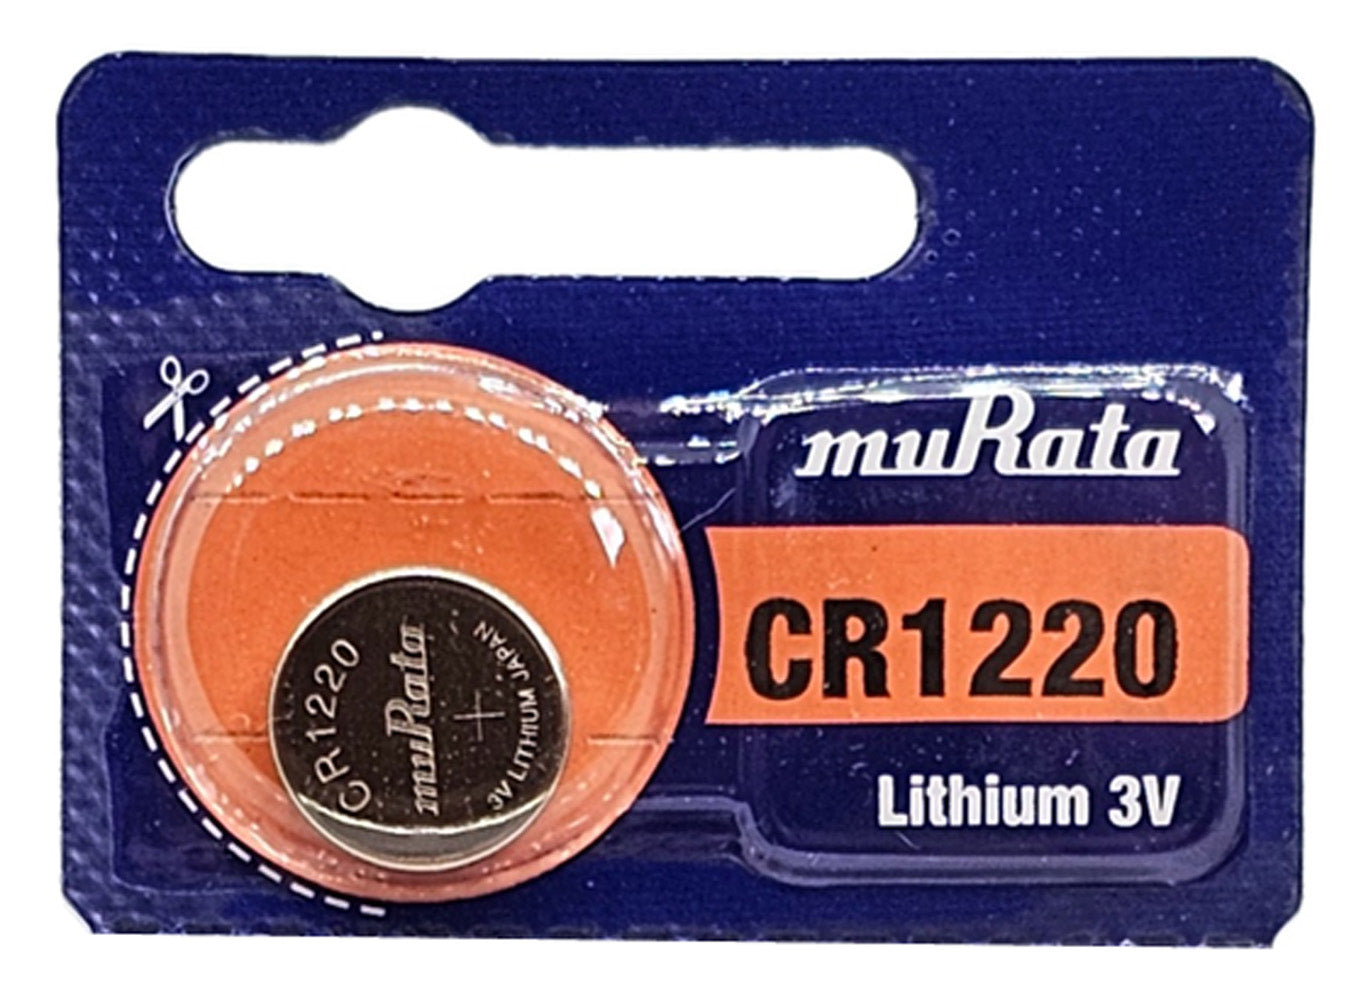 muRata
CR1220
Lithium 3V
CR1220
muRata
+
3V LITHIUM JAPAN